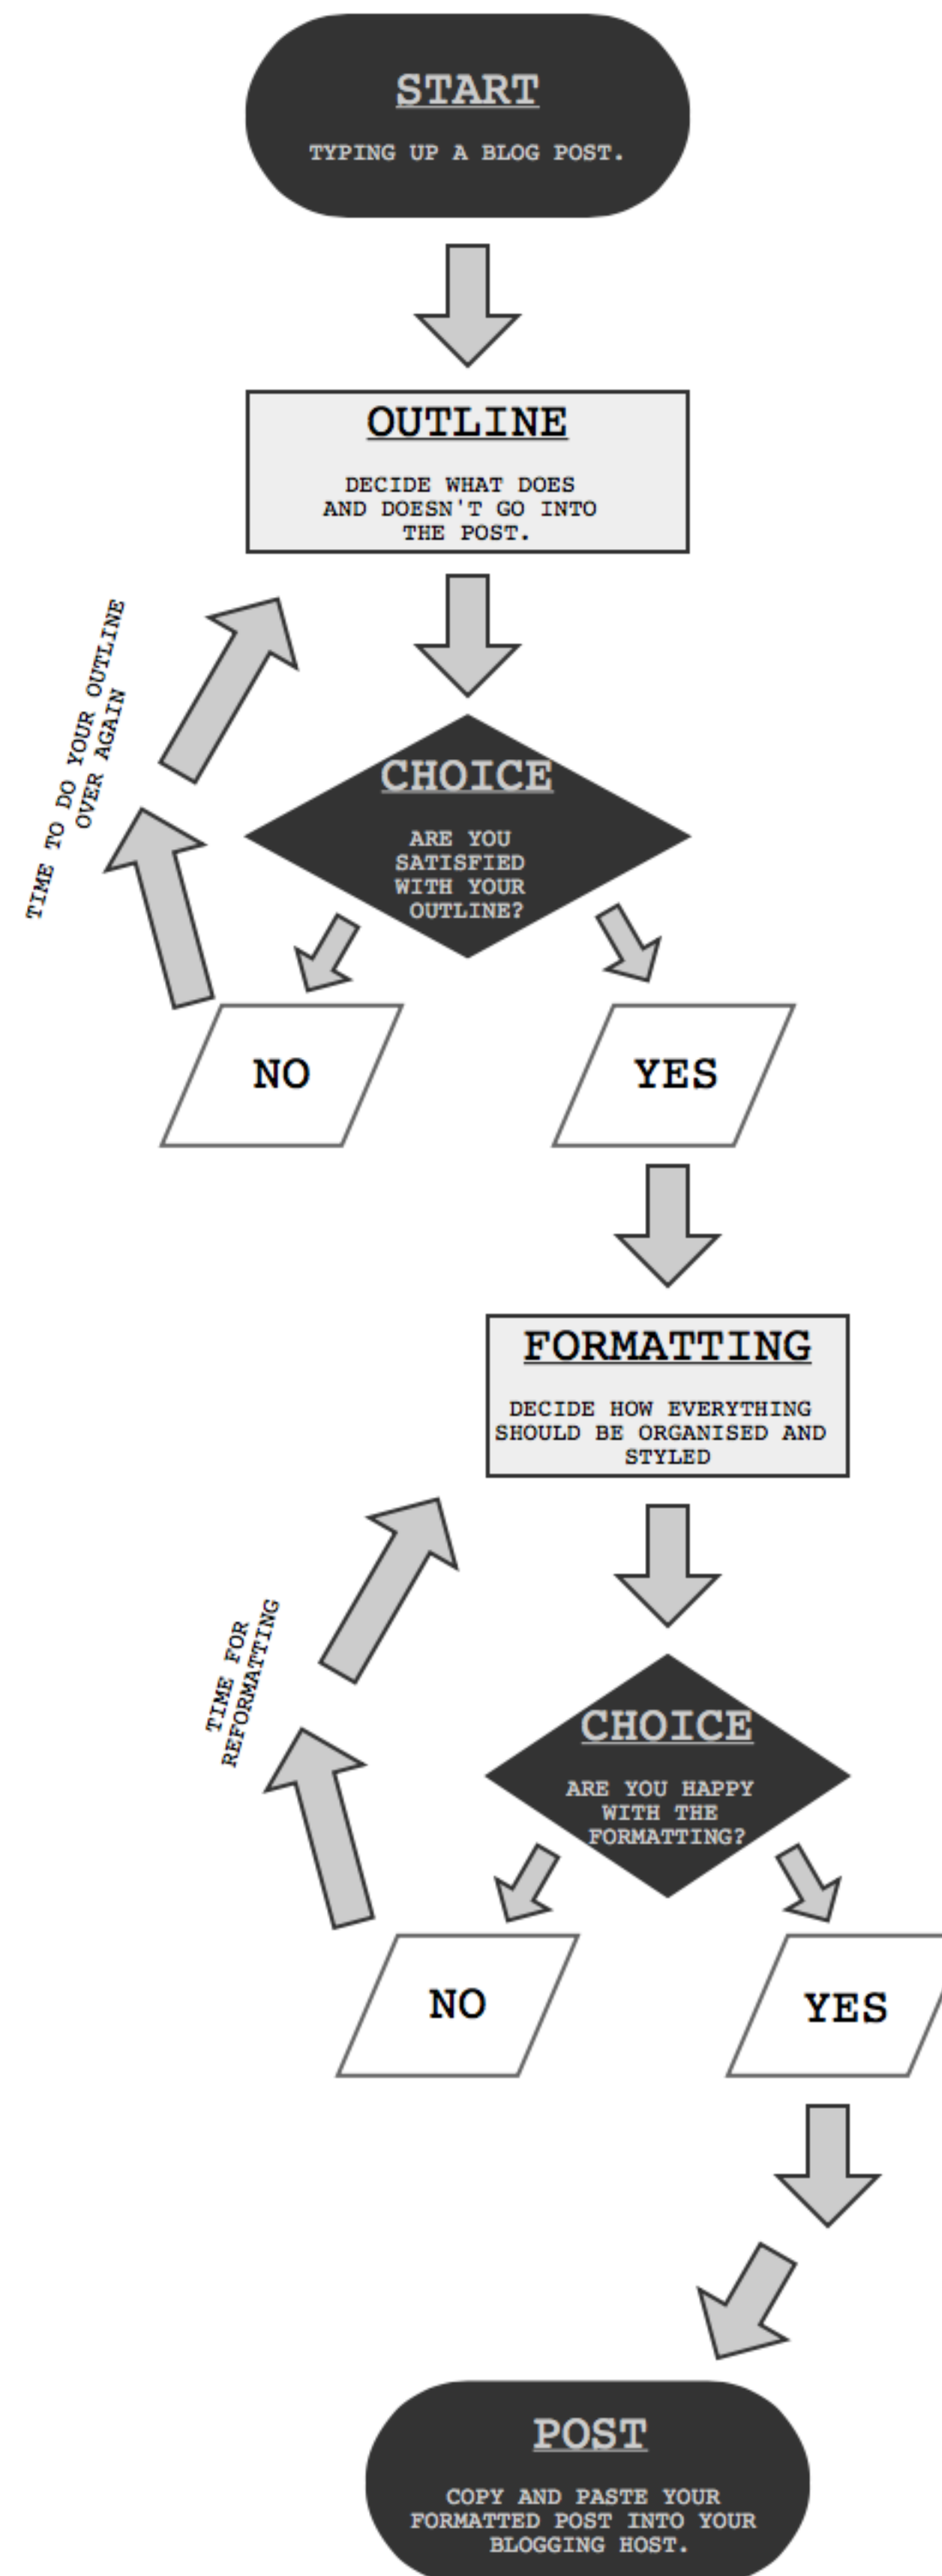 START
TYPING UP A BLOG POST.
OUTLINE
DECIDE WHAT DOES
AND DOESN'T GO INTO
THE POST.
TIME TO DO YOUR OUTLINE
OVER AGAIN
CHOICE
ARE YOU
SATISFIED
WITH YOUR
OUTLINE?
NO
YES
FORMATTING
DECIDE HOW EVERYTHING
SHOULD BE ORGANISED AND
STYLED
TIME FOR
REFORMATTING
CHOICE
ARE YOU HAPPY
WITH THE
FORMATTING?
NO
YES
POST
COPY AND PASTE YOUR
FORMATTED POST INTO YOUR
BLOGGING HOST.